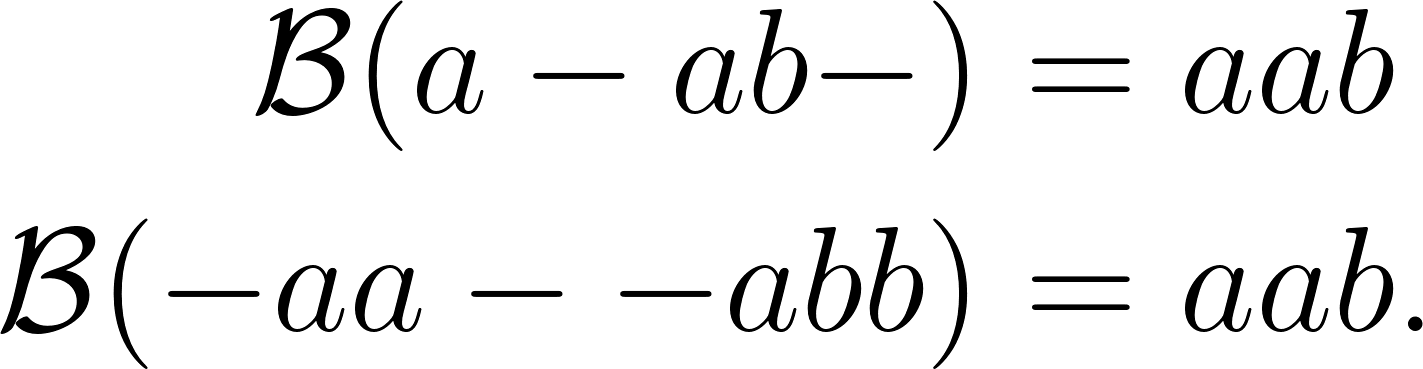 ℬ(a − ab−) = aab
ℬ(−aa − −abb) = aab.